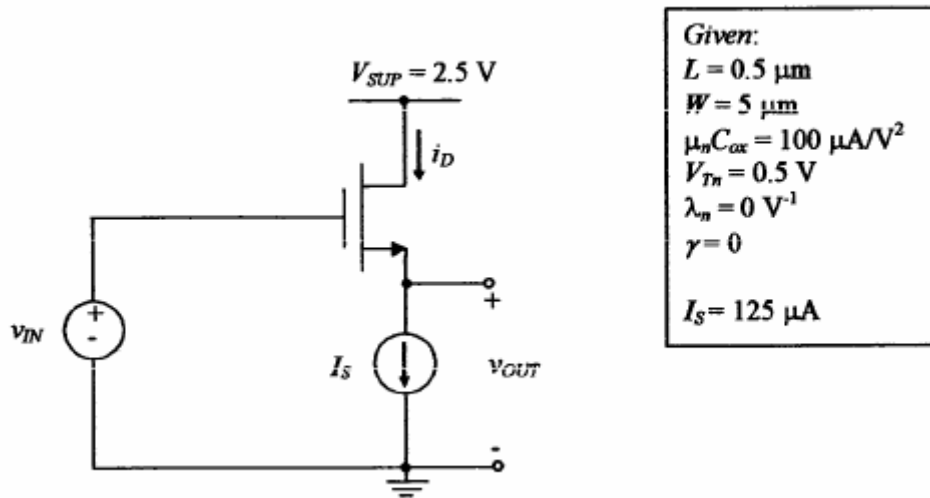 V_SUP = 2.5 V
i_D
v_IN
+
-
I_S
+
v_OUT
-
Given:
L = 0.5 µm
W = 5 µm
µ_nC_ox = 100 µA/V²
V_Tn = 0.5 V
λ_n = 0 V⁻¹
γ = 0
I_S = 125 µA